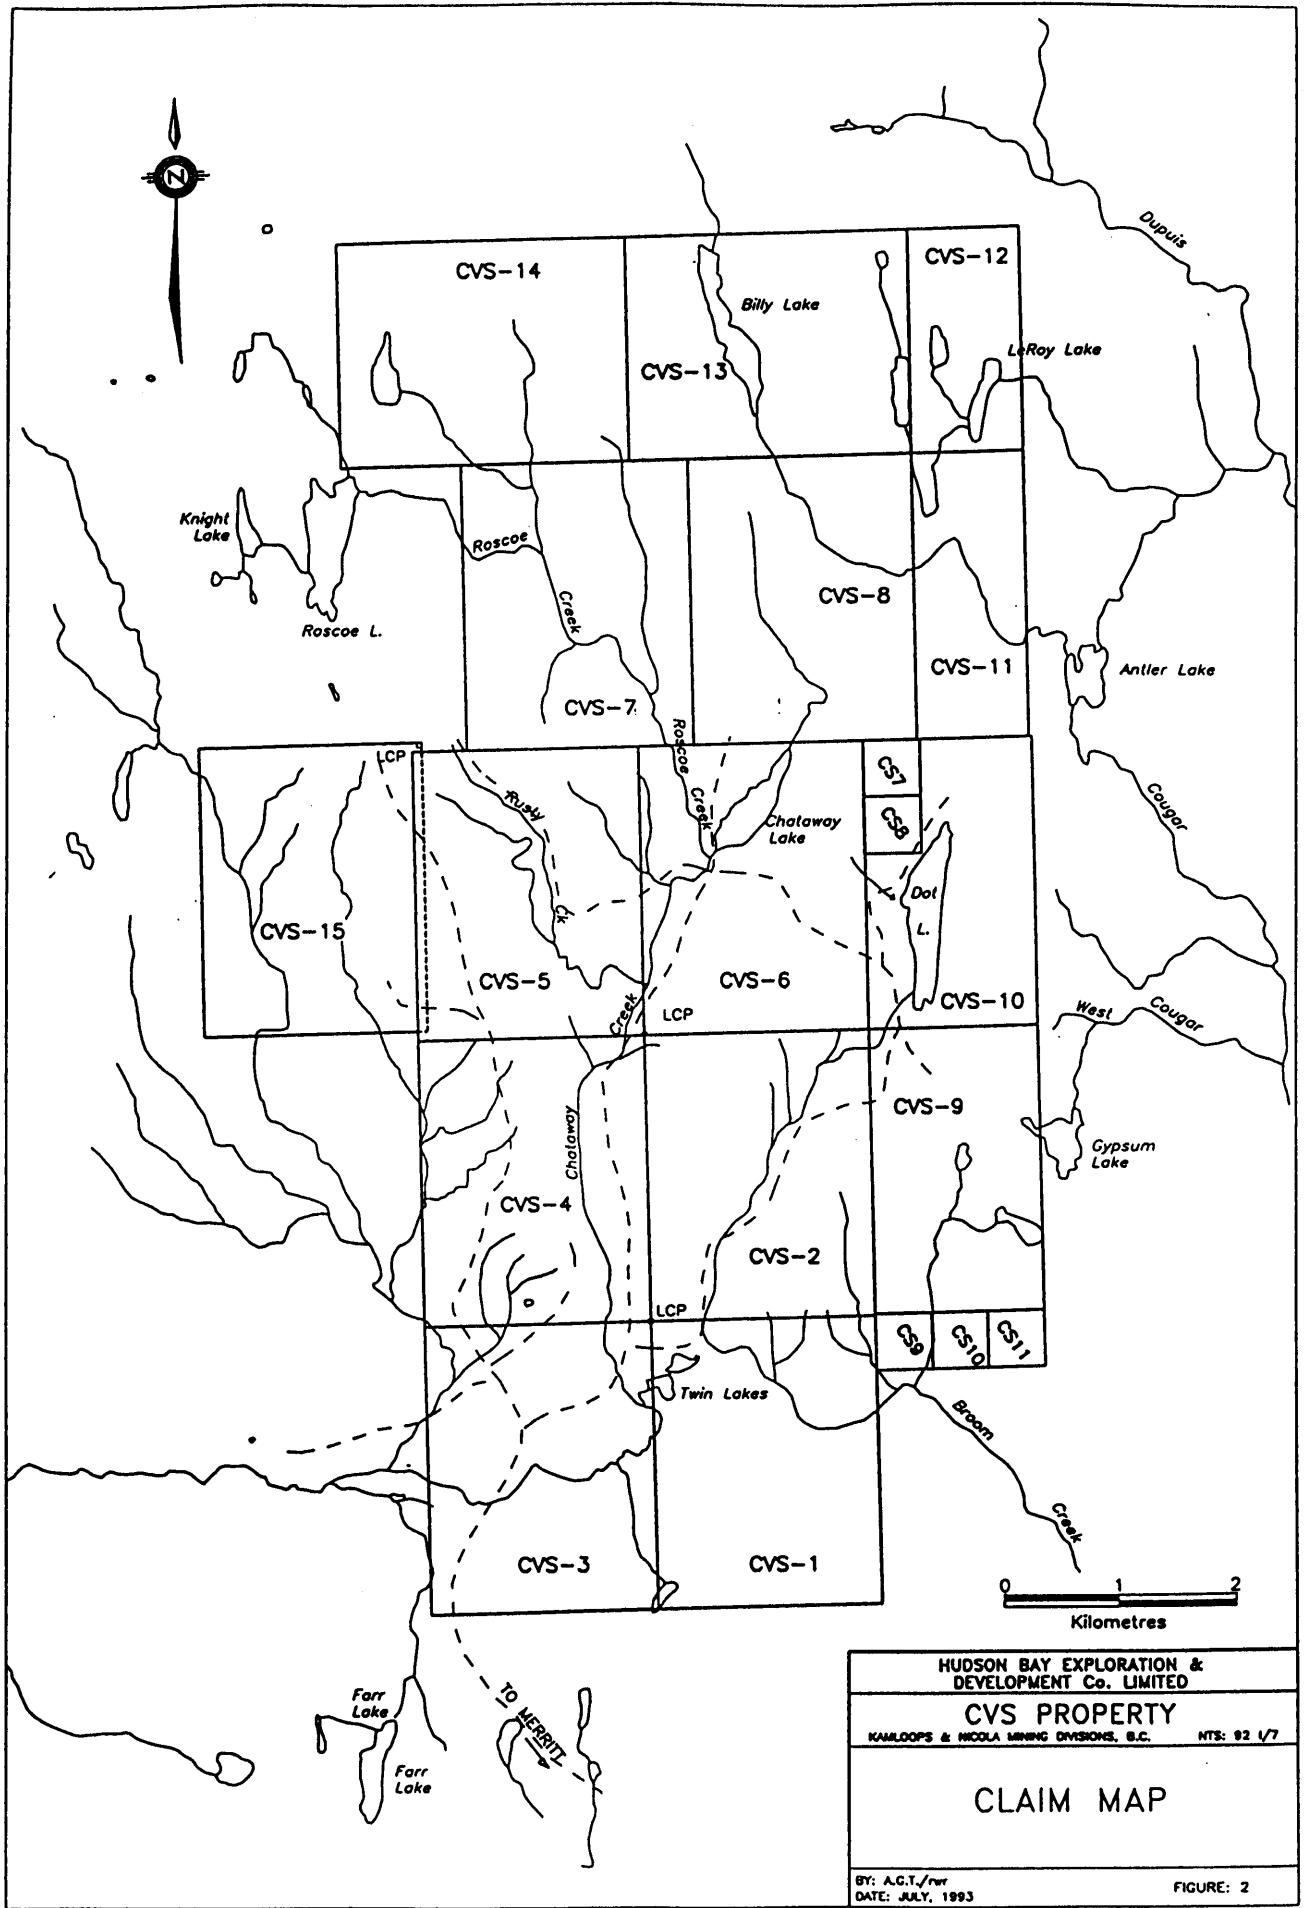 N
Dupuis
CVS-14
CVS-12
Billy Lake
LeRoy Lake
CVS-13
Knight
Lake
Roscoe
Creek
CVS-8
Roscoe L.
CVS-11
Antler Lake
CVS-7
Roscoe
Creek
LCP
CS7
Rusty
Ck
CS8
Chataway
Lake
Cougar
Dot
L.
CVS-15
CVS-5
CVS-6
CVS-10
Creek
LCP
West Cougar
CVS-9
Chataway
Gypsum
Lake
CVS-4
CVS-2
LCP
LCP
CS9
CS10
CS11
Twin Lakes
Broom
Creek
CVS-3
CVS-1
0 1 2
Kilometres
TO MERRITT
Farr
Lake
Farr
Lake
HUDSON BAY EXPLORATION &
DEVELOPMENT Co. LIMITED
CVS PROPERTY
KAMLOOPS & NICOLA MINING DIVISIONS, B.C. NTS: 92 I/7
CLAIM MAP
BY: A.G.T./rwr
DATE: JULY, 1993
FIGURE: 2